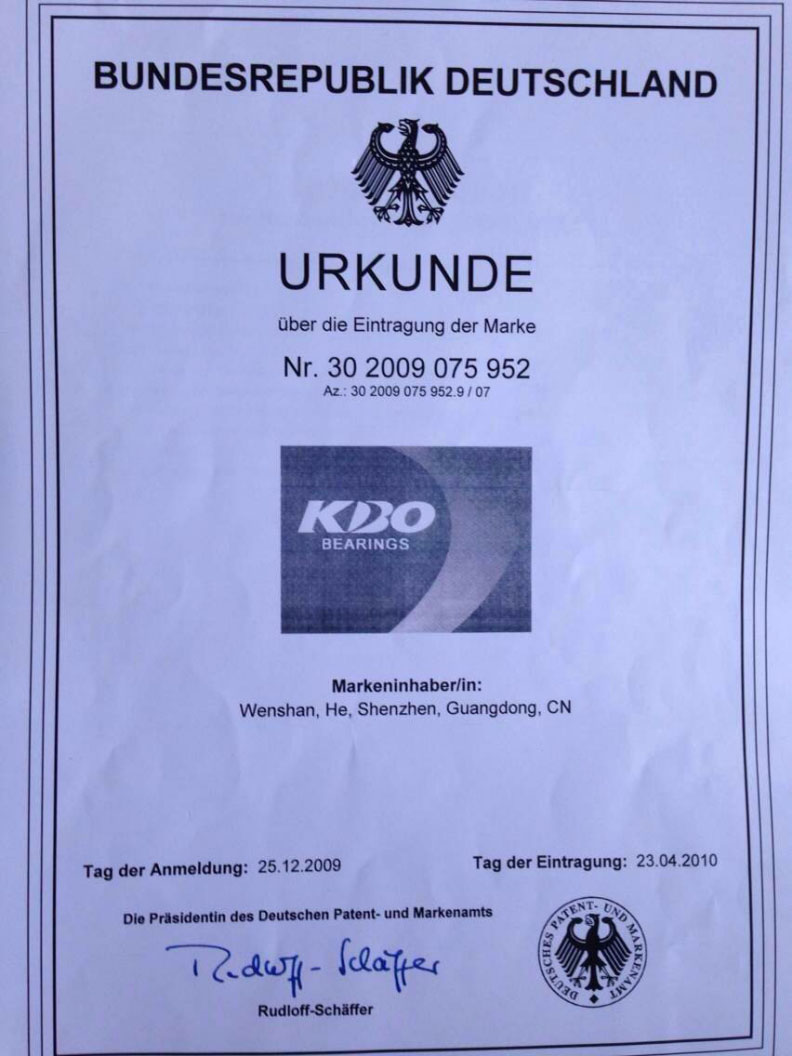 BUNDESREPUBLIK DEUTSCHLAND
URKUNDE
über die Eintragung der Marke
Nr. 30 2009 075 952
Az.: 30 2009 075 952.9 / 07
KBO
BEARINGS
Markeninhaber/in:
Wenshan, He, Shenzhen, Guangdong, CN
Tag der Anmeldung: 25.12.2009
Tag der Eintragung: 23.04.2010
Die Präsidentin des Deutschen Patent- und Markenamts
Rudloff-Schäffer
Rudloff-Schäffer
DEUTSCHES PATENT- UND MARKENAMT